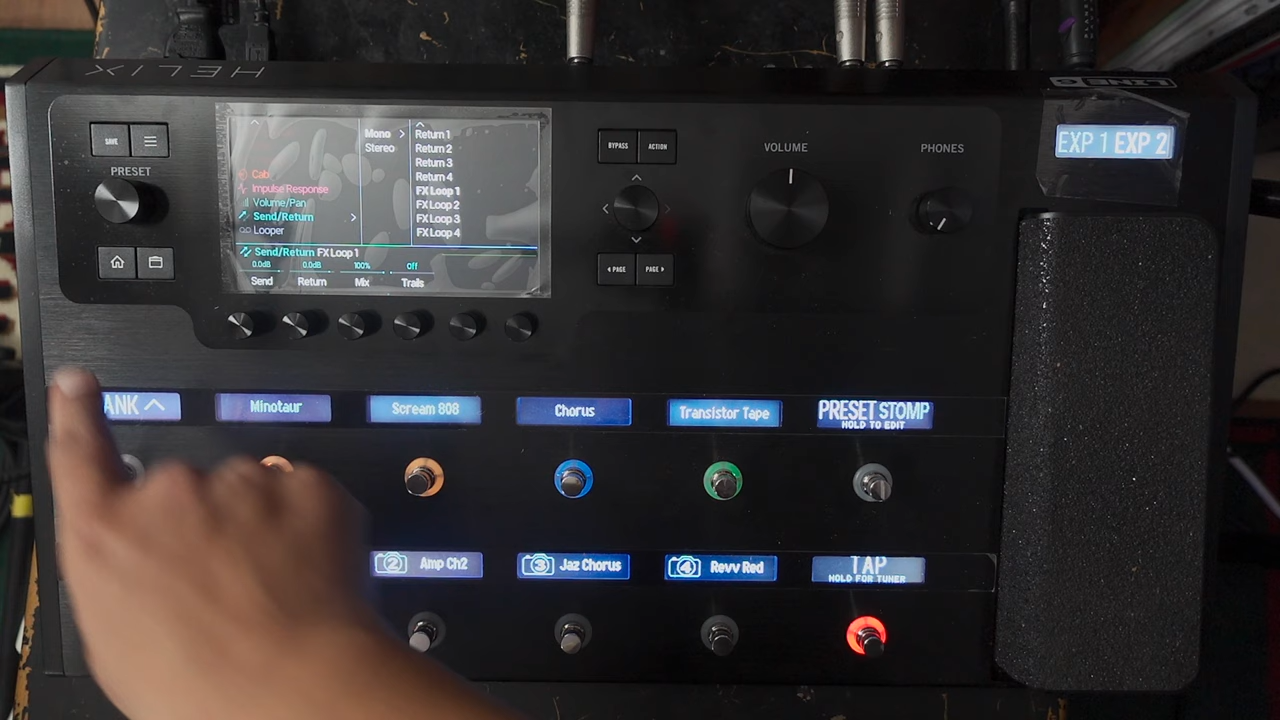 HELIX
LINE 6
SAVE
PRESET
Mono >
Stereo
Return 1
Return 2
Return 3
Return 4
FX Loop 1
FX Loop 2
FX Loop 3
FX Loop 4
Cab
Impulse Response
Volume/Pan
Send/Return >
Looper
Send/Return FX Loop 1
0.0dB 0.0dB 100% Off
Send Return Mix Trails
BYPASS ACTION
< PAGE PAGE >
VOLUME
PHONES
EXP 1 EXP 2
ANK
Minotaur
Scream 808
Chorus
Transistor Tape
PRESET STOMP
HOLD TO EDIT
2 Amp Ch2
3 Jaz Chorus
4 Revv Red
TAP
HOLD FOR TUNER